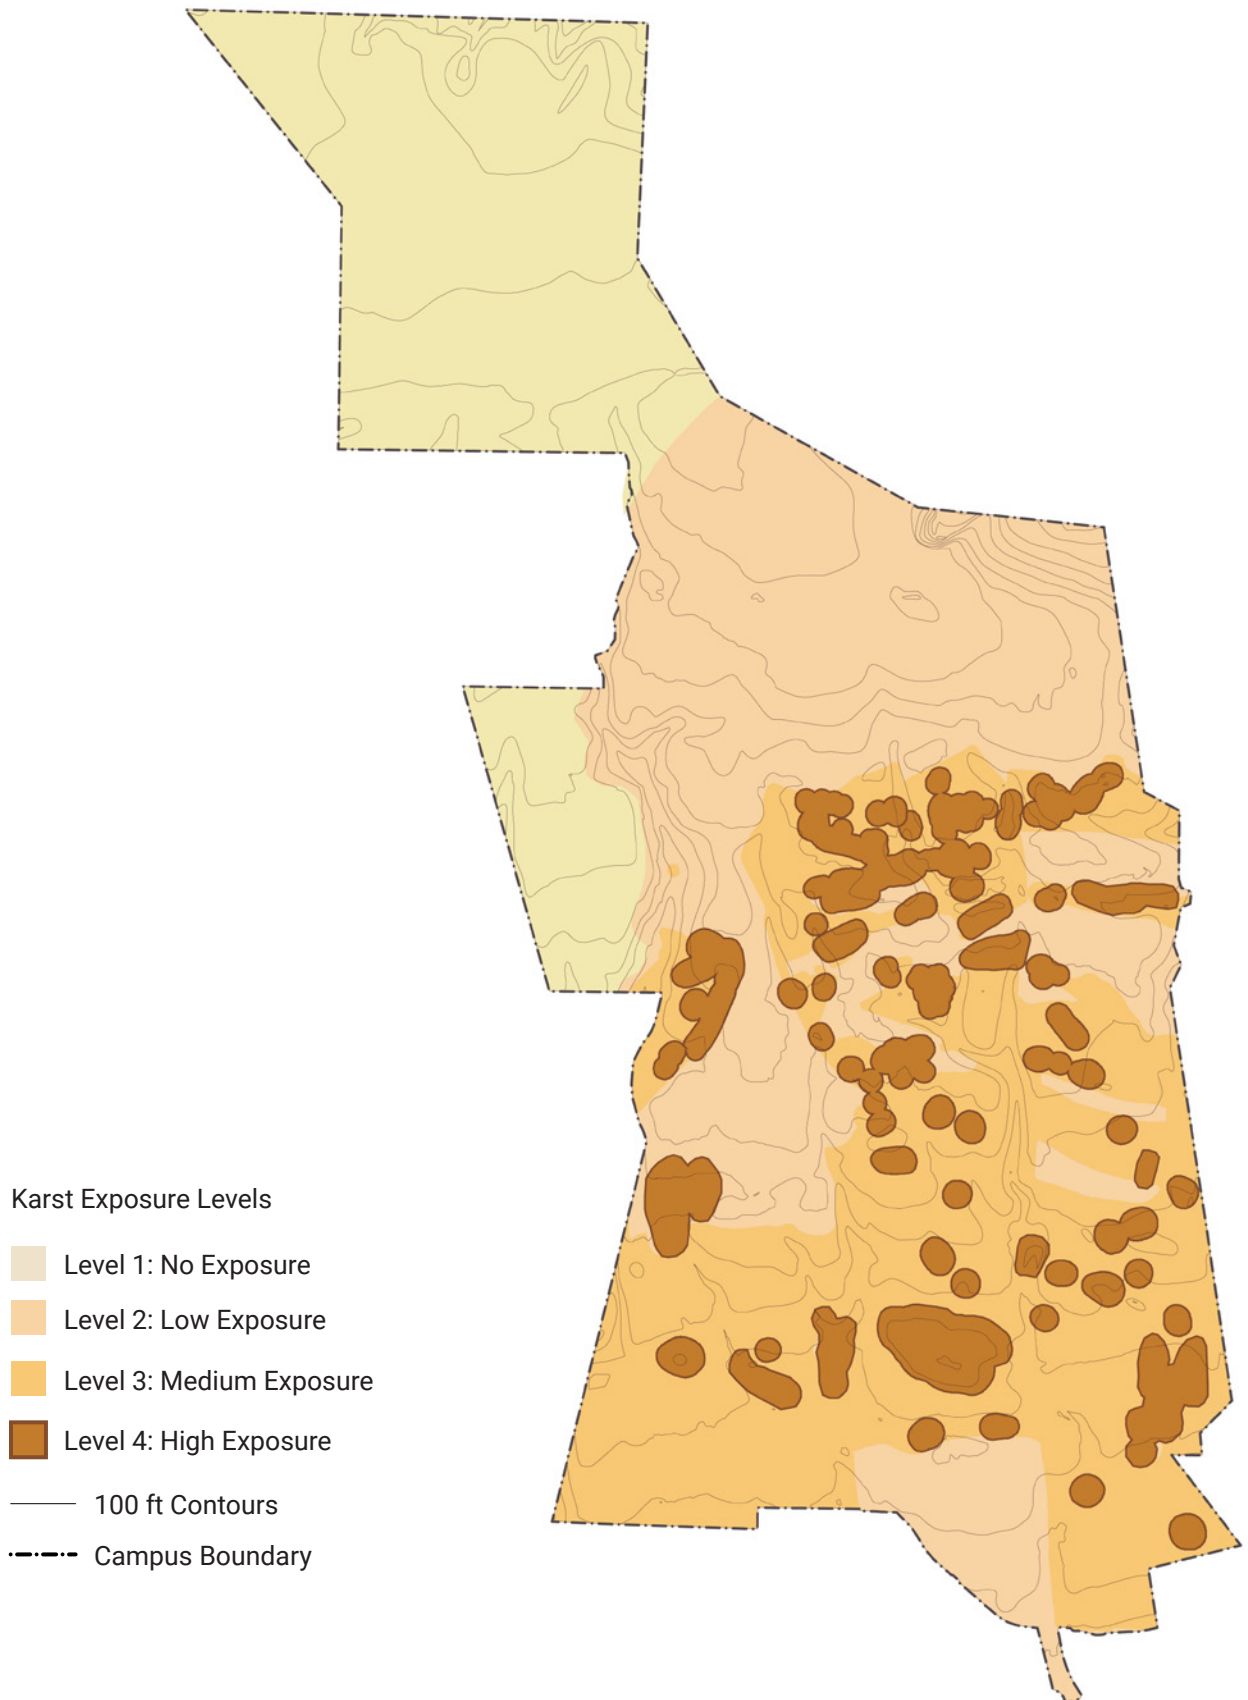 Karst Exposure Levels
Level 1: No Exposure
Level 2: Low Exposure
Level 3: Medium Exposure
Level 4: High Exposure
100 ft Contours
Campus Boundary